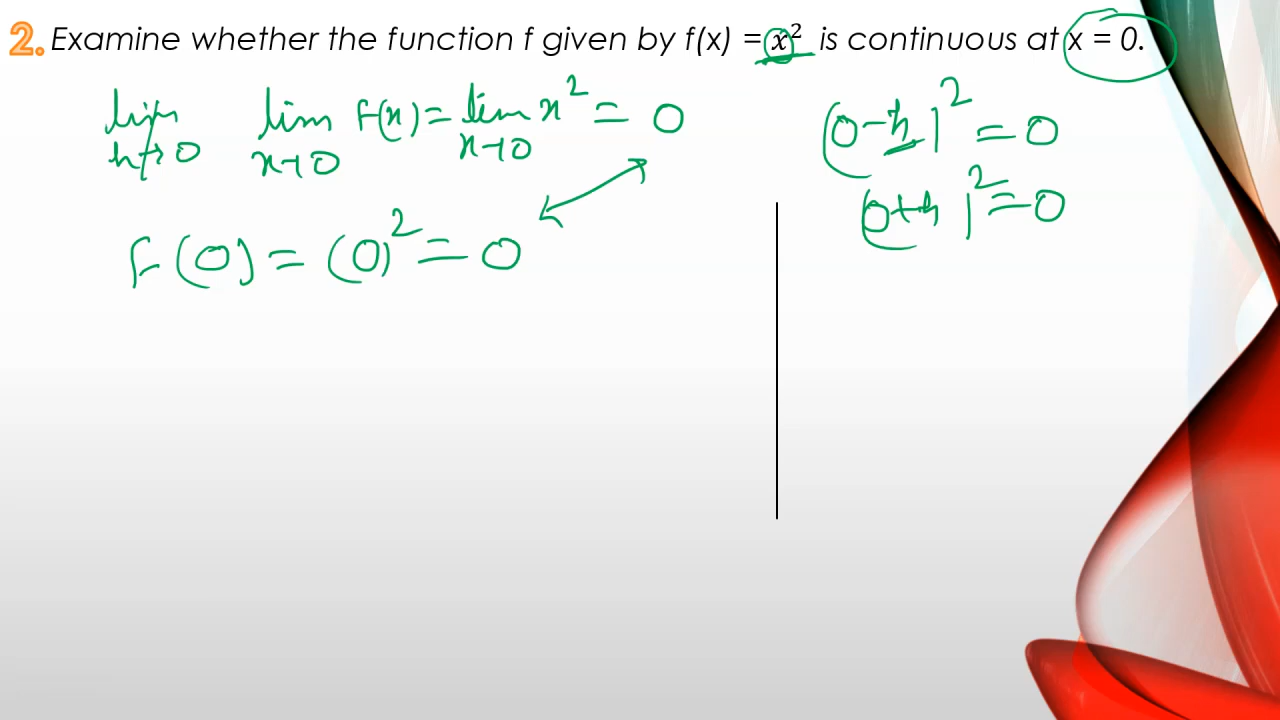 2. Examine whether the function f given by f(x) = x² is continuous at x = 0.
lim h→0 lim x→0 f(x) = lim x→0 x² = 0
f(0) = (0)² = 0
(0-h)² = 0
(0+h)² = 0